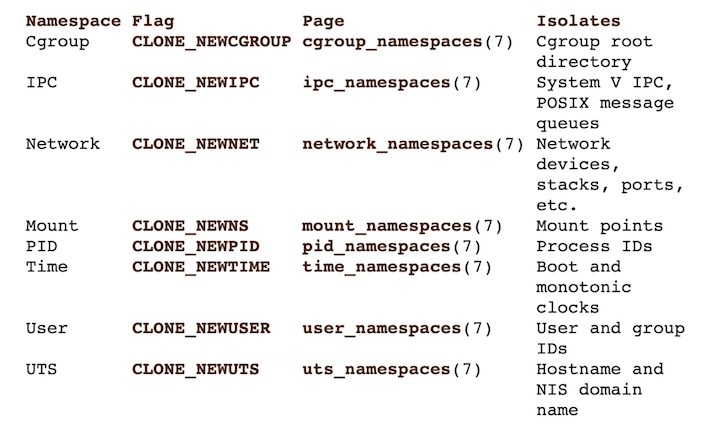 Namespace Flag Page Isolates
Cgroup CLONE_NEWCGROUP cgroup_namespaces(7) Cgroup root
directory
IPC CLONE_NEWIPC ipc_namespaces(7) System V IPC,
POSIX message
queues
Network CLONE_NEWNET network_namespaces(7) Network
devices,
stacks, ports,
etc.
Mount CLONE_NEWNS mount_namespaces(7) Mount points
PID CLONE_NEWPID pid_namespaces(7) Process IDs
Time CLONE_NEWTIME time_namespaces(7) Boot and
monotonic
clocks
User CLONE_NEWUSER user_namespaces(7) User and group
IDs
UTS CLONE_NEWUTS uts_namespaces(7) Hostname and
NIS domain
name